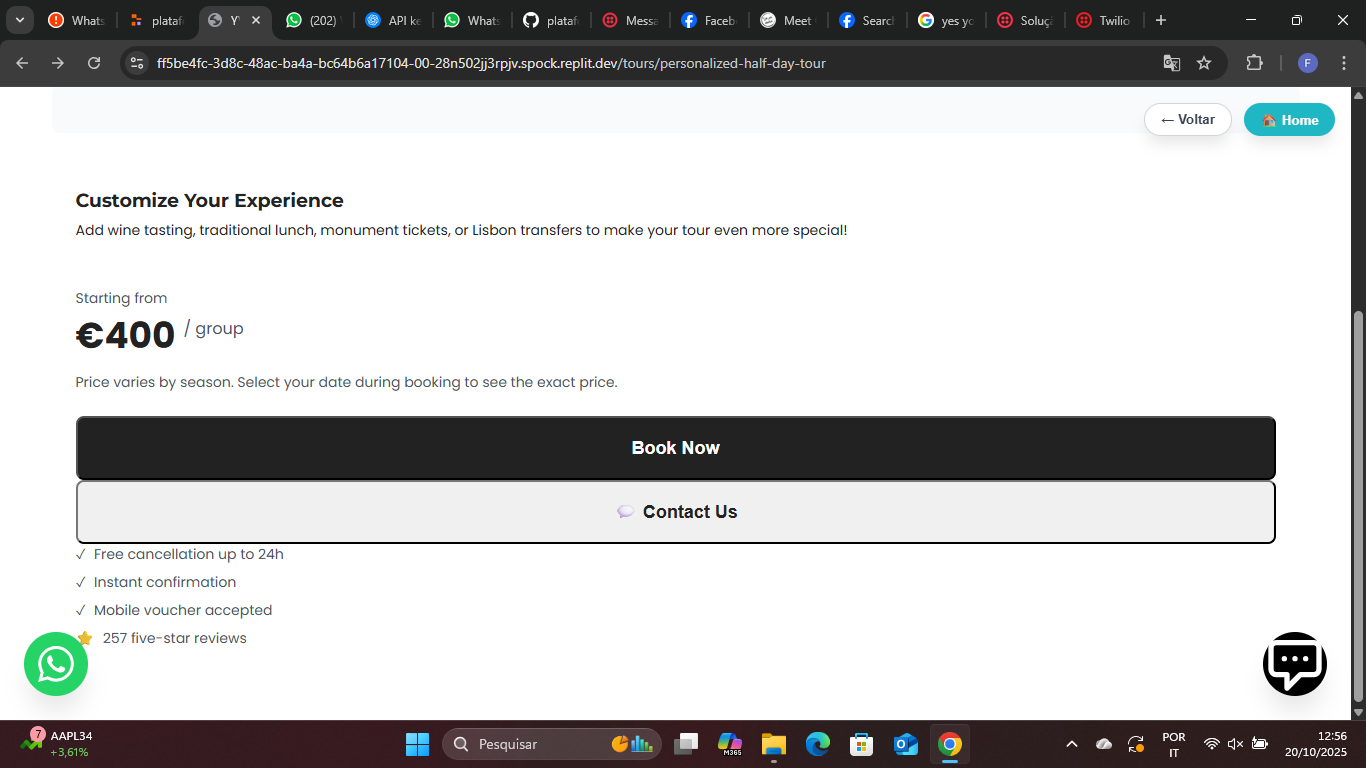 Whats
plataf
Y
(202)
API ke
Whats
plataf
Messa
Faceb
Meet
Searc
yes yo
Soluçã
Twilio
ff5be4fc-3d8c-48ac-ba4a-bc64b6a17104-00-28n502jj3rpjv.spock.replit.dev/tours/personalized-half-day-tour
F
← Voltar
Home
Customize Your Experience
Add wine tasting, traditional lunch, monument tickets, or Lisbon transfers to make your tour even more special!
Starting from
€400 / group
Price varies by season. Select your date during booking to see the exact price.
Book Now
Contact Us
✓ Free cancellation up to 24h
✓ Instant confirmation
✓ Mobile voucher accepted
257 five-star reviews
7
AAPL34
+3,61%
Pesquisar
M365
POR
IT
12:56
20/10/2025